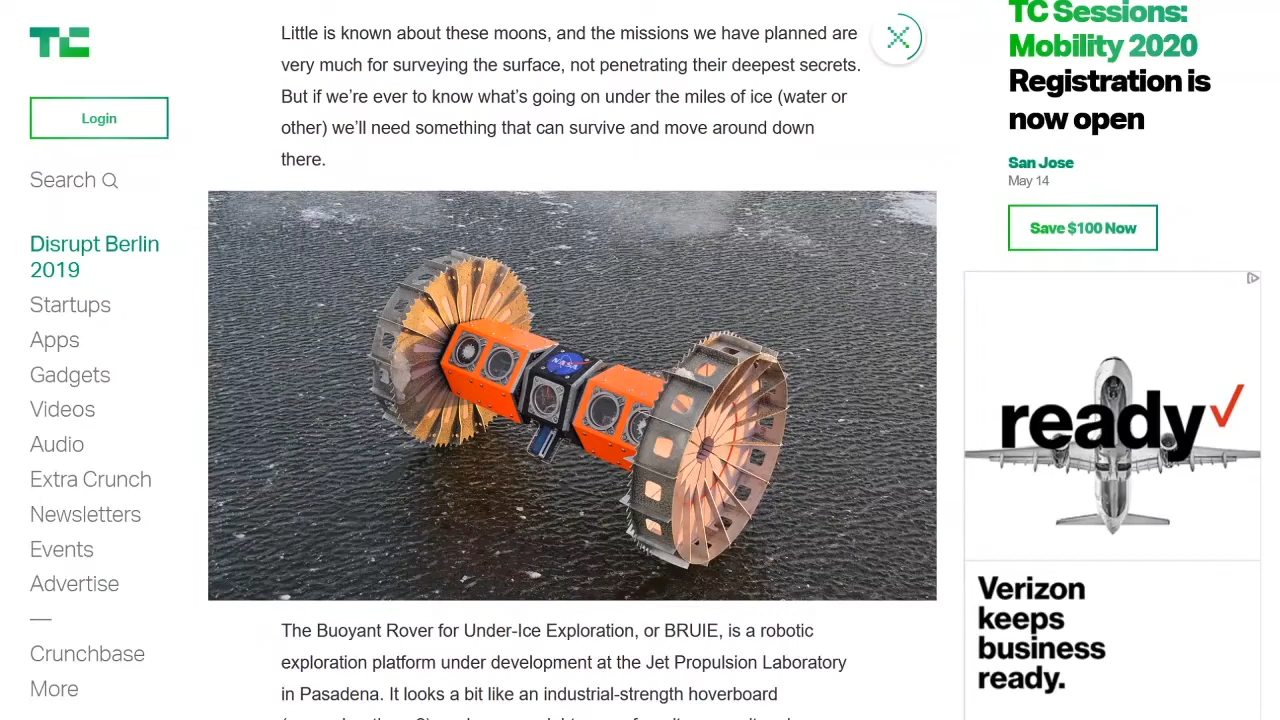 TC
Login
Search
Disrupt Berlin
2019
Startups
Apps
Gadgets
Videos
Audio
Extra Crunch
Newsletters
Events
Advertise
—
Crunchbase
More
Little is known about these moons, and the missions we have planned are
very much for surveying the surface, not penetrating their deepest secrets.
But if we’re ever to know what’s going on under the miles of ice (water or
other) we’ll need something that can survive and move around down
there.
NASA
The Buoyant Rover for Under-Ice Exploration, or BRUIE, is a robotic
exploration platform under development at the Jet Propulsion Laboratory
in Pasadena. It looks a bit like an industrial-strength hoverboard
TC Sessions:
Mobility 2020
Registration is
now open
San Jose
May 14
Save $100 Now
ready
Verizon
keeps
business
ready.